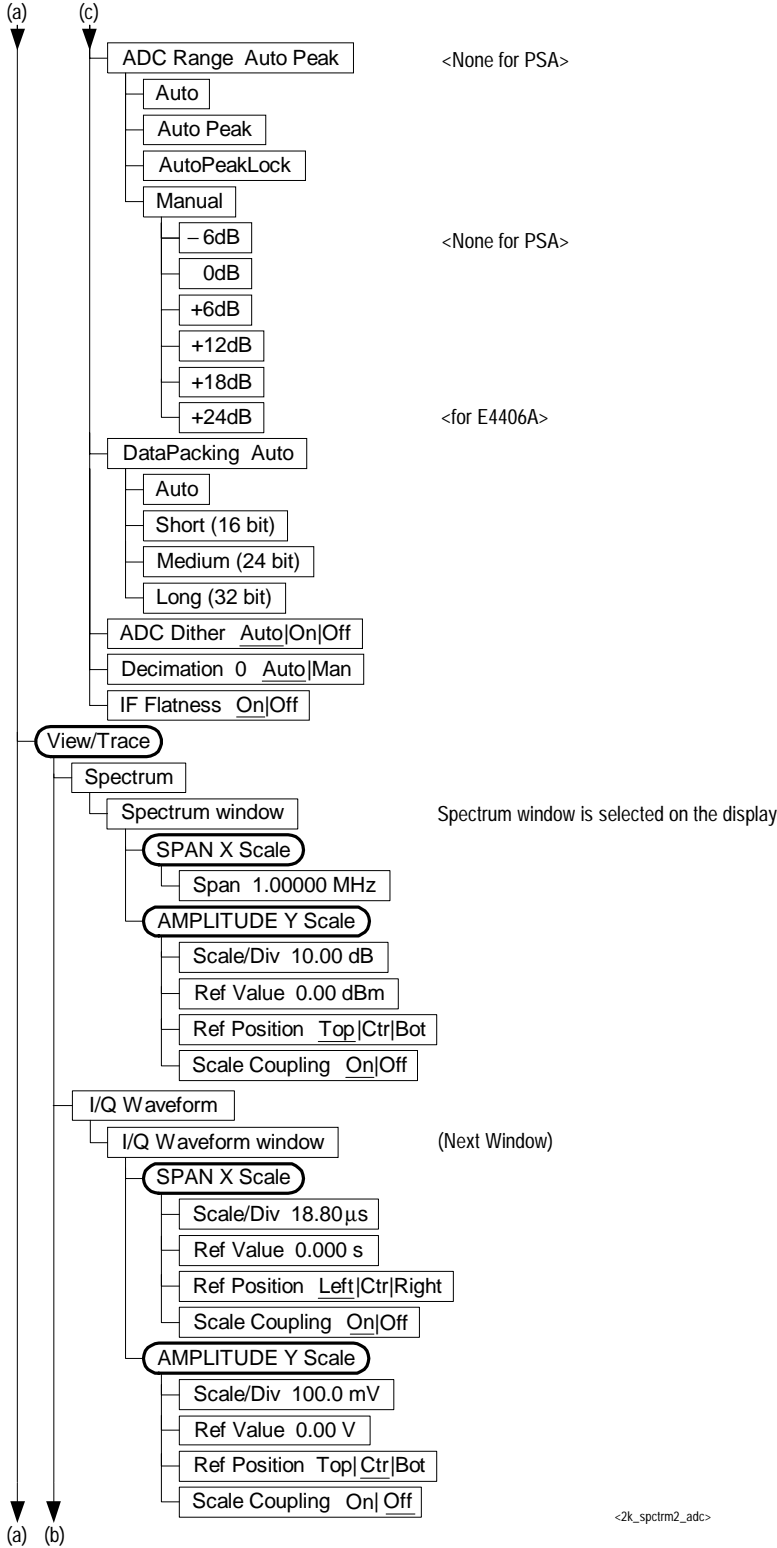 (a) (c)
ADC Range Auto Peak <None for PSA>
Auto
Auto Peak
AutoPeakLock
Manual
– 6dB <None for PSA>
0dB
+6dB
+12dB
+18dB
+24dB <for E4406A>
DataPacking Auto
Auto
Short (16 bit)
Medium (24 bit)
Long (32 bit)
ADC Dither Auto|On|Off
Decimation 0 Auto|Man
IF Flatness On|Off
View/Trace
Spectrum
Spectrum window Spectrum window is selected on the display
SPAN X Scale
Span 1.00000 MHz
AMPLITUDE Y Scale
Scale/Div 10.00 dB
Ref Value 0.00 dBm
Ref Position Top|Ctr|Bot
Scale Coupling On|Off
I/Q Waveform
I/Q Waveform window (Next Window)
SPAN X Scale
Scale/Div 18.80 µs
Ref Value 0.000 s
Ref Position Left|Ctr|Right
Scale Coupling On|Off
AMPLITUDE Y Scale
Scale/Div 100.0 mV
Ref Value 0.00 V
Ref Position Top|Ctr|Bot
Scale Coupling On|Off
<2k_spctrm2_adc>
(a) (b)